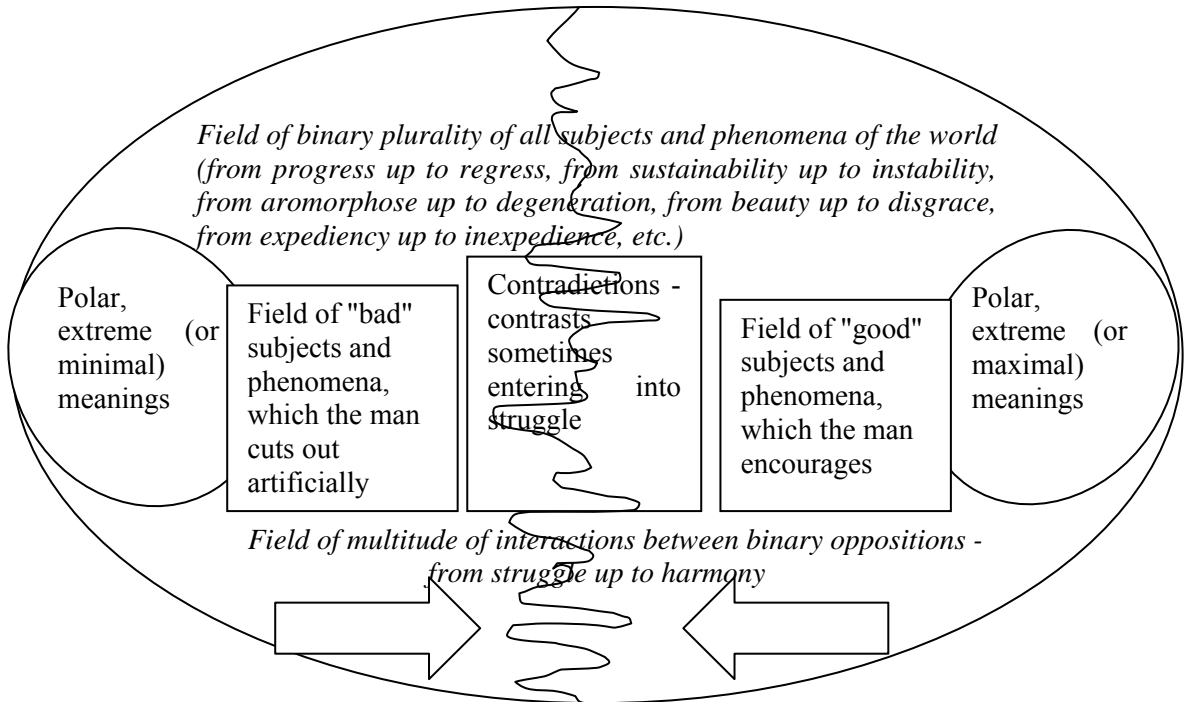 Field of binary plurality of all subjects and phenomena of the world
(from progress up to regress, from sustainability up to instability,
from aromorphose up to degeneration, from beauty up to disgrace,
from expediency up to inexpedience, etc.)
Polar,
extreme (or
minimal)
meanings
Field of "bad"
subjects and
phenomena,
which the man
cuts out
artificially
Contradictions -
contrasts
sometimes
entering into
struggle
Field of "good"
subjects and
phenomena,
which the man
encourages
Polar,
extreme (or
maximal)
meanings
Field of multitude of interactions between binary oppositions -
from struggle up to harmony